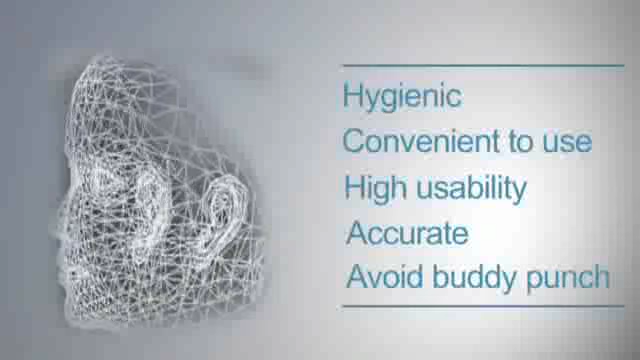 Hygienic
Convenient to use
High usability
Accurate
Avoid buddy punch